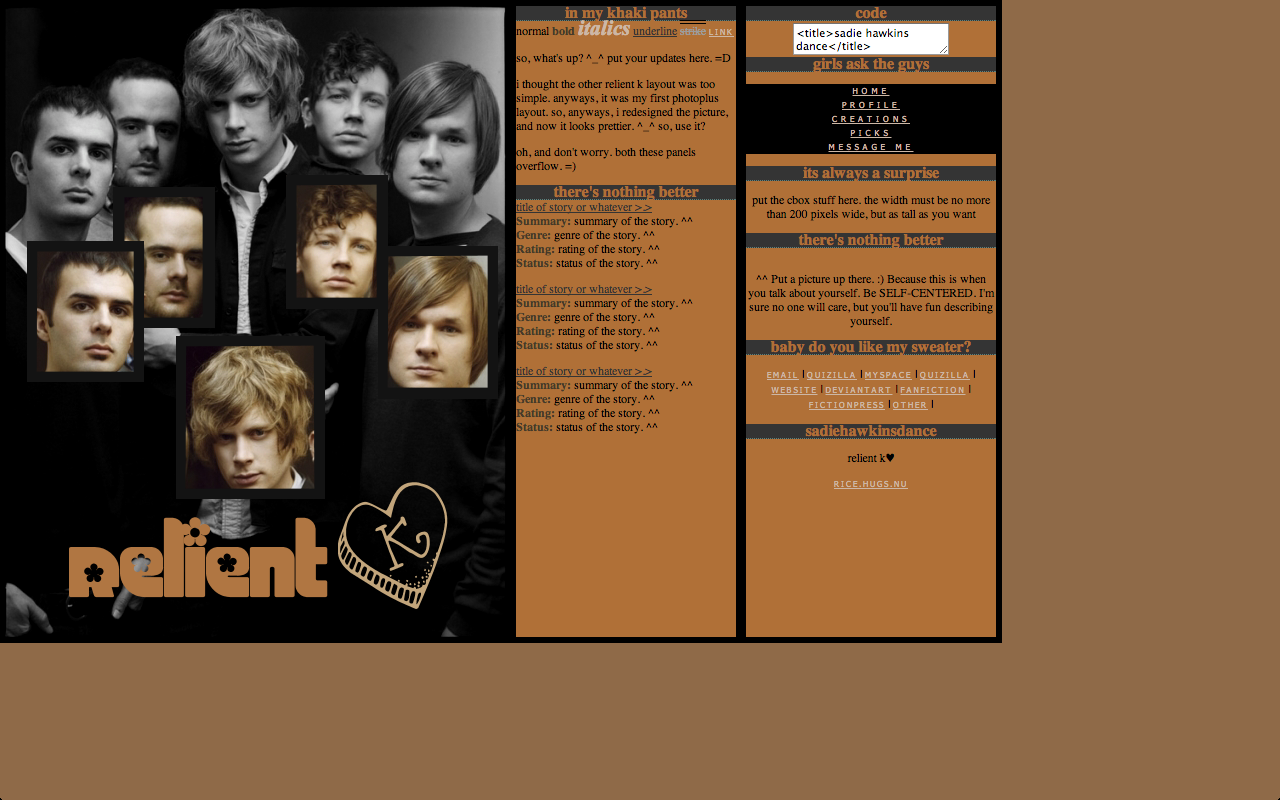 relient K
in my khaki pants
normal bold italics underline strike LINK
so, what's up? ^_^ put your updates here. =D
i thought the other relient k layout was too
simple. anyways, it was my first photoplus
layout. so, anyways, i redesigned the picture,
and now it looks prettier. ^_^ so, use it?
oh, and don't worry. both these panels
overflow. =)
there's nothing better
title of story or whatever >.>
Summary: summary of the story. ^^
Genre: genre of the story. ^^
Rating: rating of the story. ^^
Status: status of the story. ^^
title of story or whatever >.>
Summary: summary of the story. ^^
Genre: genre of the story. ^^
Rating: rating of the story. ^^
Status: status of the story. ^^
title of story or whatever >.>
Summary: summary of the story. ^^
Genre: genre of the story. ^^
Rating: rating of the story. ^^
Status: status of the story. ^^
code
<title>sadie hawkins
dance</title>
girls ask the guys
HOME
PROFILE
CREATIONS
PICKS
MESSAGE ME
its always a surprise
put the cbox stuff here. the width must be no more
than 200 pixels wide, but as tall as you want
there's nothing better
^^ Put a picture up there. :) Because this is when
you talk about yourself. Be SELF-CENTERED. I'm
sure no one will care, but you'll have fun describing
yourself.
baby do you like my sweater?
EMAIL | QUIZILLA | MYSPACE | QUIZILLA |
WEBSITE | DEVIANTART | FANFICTION |
FICTIONPRESS | OTHER |
sadiehawkinsdance
relient k♥
RICE.HUGS.NU